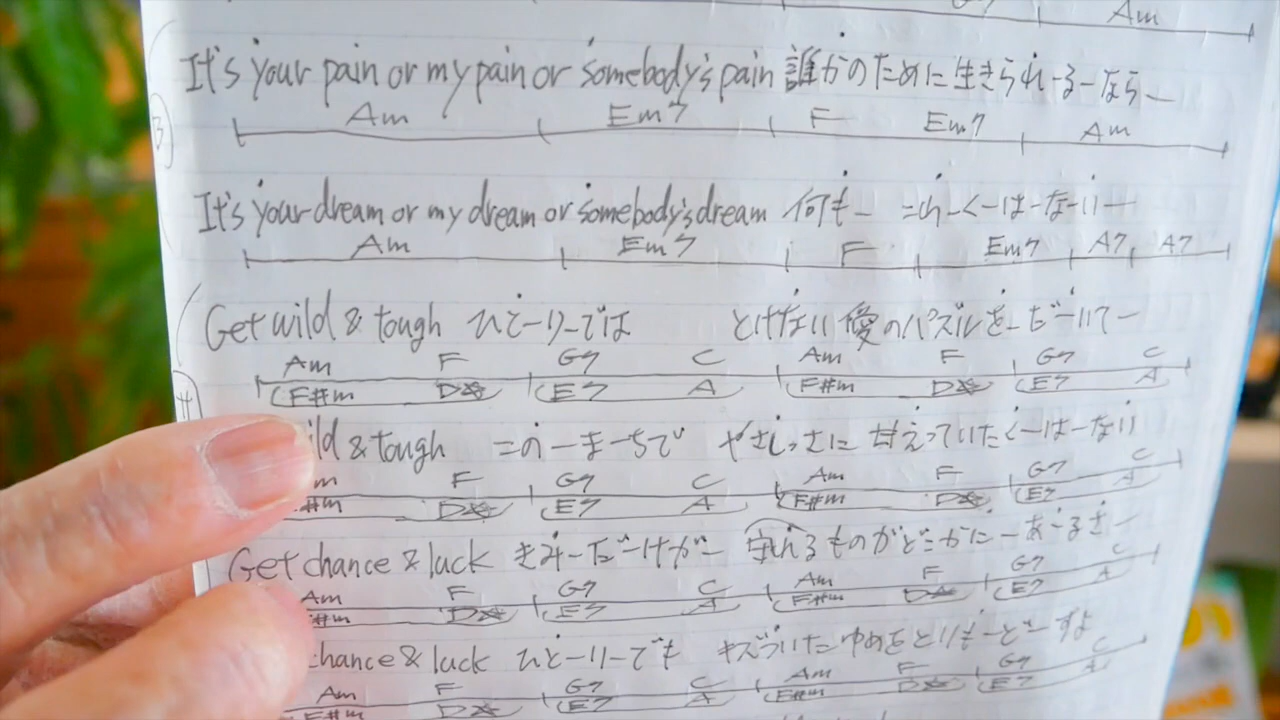 Am
It's your pain or my pain or somebody's pain 誰かのために生きられーるーならー
Am Em7 F Em7 Am
It's your dream or my dream or somebody's dream 何もー こわーくーはーなーいー
Am Em7 F Em7 A7 A7
Get wild & tough ひとーりーでは とけない愛のパズルをーだーいてー
Am F G7 C Am F G7 C
F#m D E7 A F#m D E7 A
ild & tough このーまーちで やさしっさに甘えっていたくーはーない
m F G7 C Am F G7 C
#m D E7 A F#m D E7 A
Get chance & luck きみーだーけがー 守れるものがどこかにーあーるさー
Am F G7 C Am F G7 C
#m D E7 A F#m D E7 A
chance & luck ひとーりーでも キズついたゆめをとりもーどーすよ
Am F G7 C Am F G7 C
F#m D E7 A F#m D E7 A